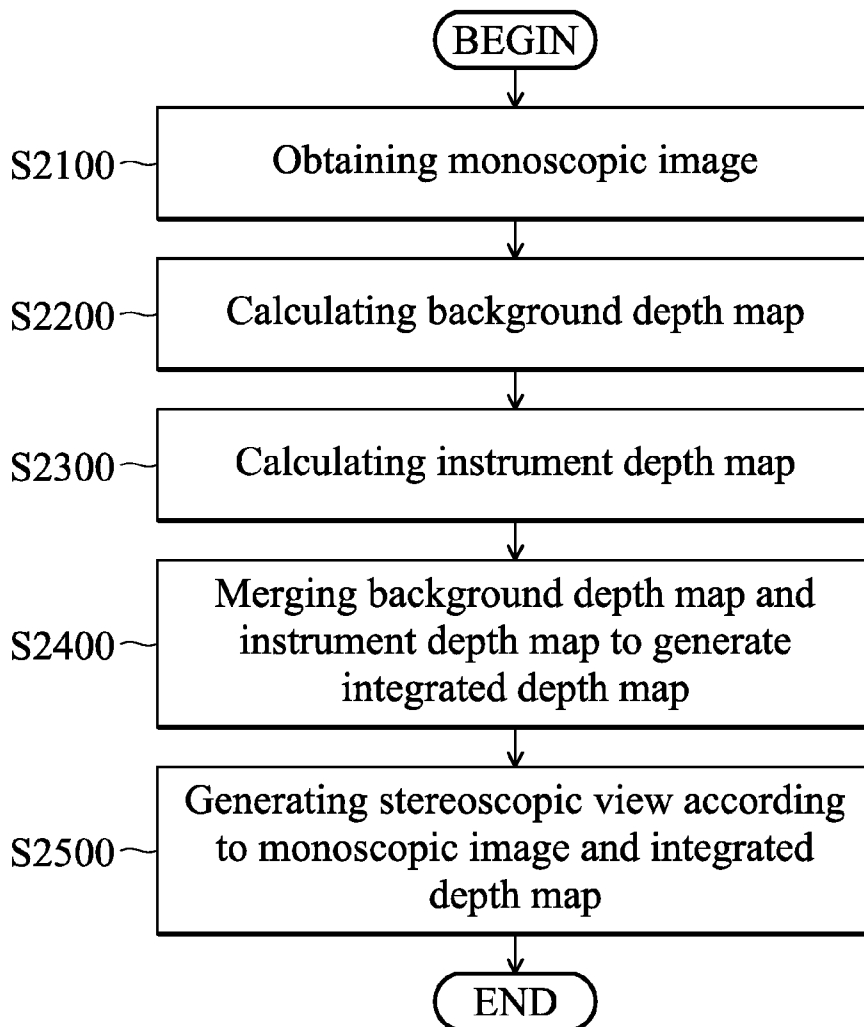 BEGIN
S2100
Obtaining monoscopic image
S2200
Calculating background depth map
S2300
Calculating instrument depth map
S2400
Merging background depth map and
instrument depth map to generate
integrated depth map
S2500
Generating stereoscopic view according
to monoscopic image and integrated
depth map
END